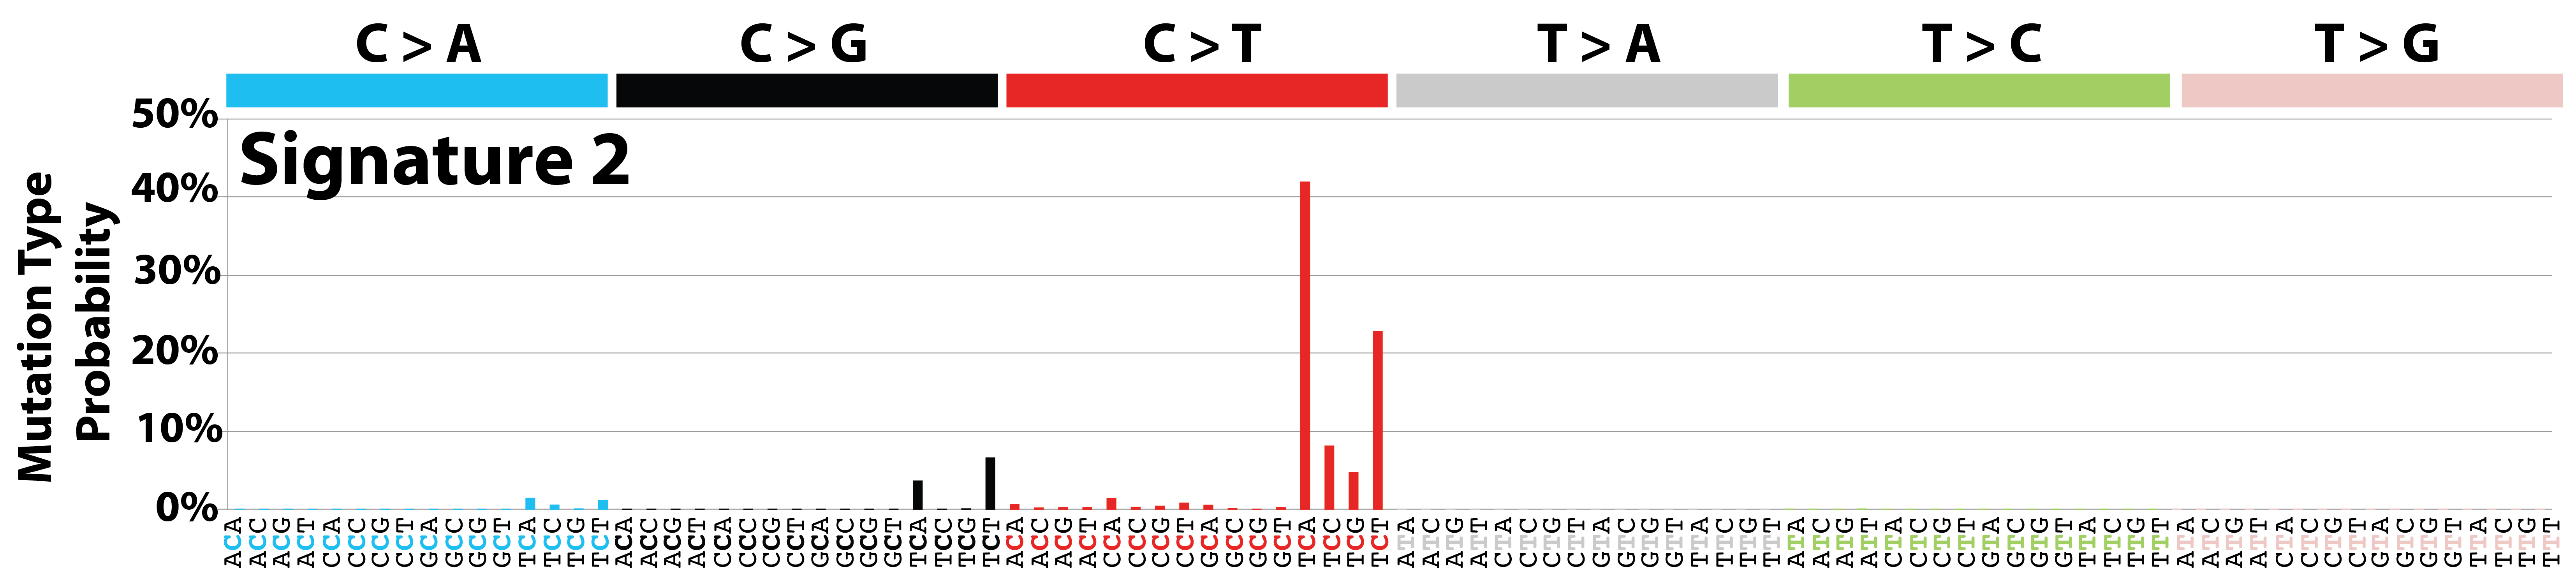 C > A C > G C > T T > A T > C T > G
Signature 2
Mutation Type
Probability
50%
40%
30%
20%
10%
0%
ACA ACC ACG ACT CCA CCC CCG CCT GCA GCC GCG GCT TCA TCC TCG TCT ACA ACC ACG ACT CCA CCC CCG CCT GCA GCC GCG GCT TCA TCC TCG TCT ACA ACC ACG ACT CCA CCC CCG CCT GCA GCC GCG GCT TCA TCC TCG TCT ATA ATC ATG ATT CTA CTC CTG CTT GTA GTC GTG GTT TTA TTC TTG TTT ATA ATC ATG ATT CTA CTC CTG CTT GTA GTC GTG GTT TTA TTC TTG TTT ATA ATC ATG ATT CTA CTC CTG CTT GTA GTC GTG GTT TTA TTC TTG TTT